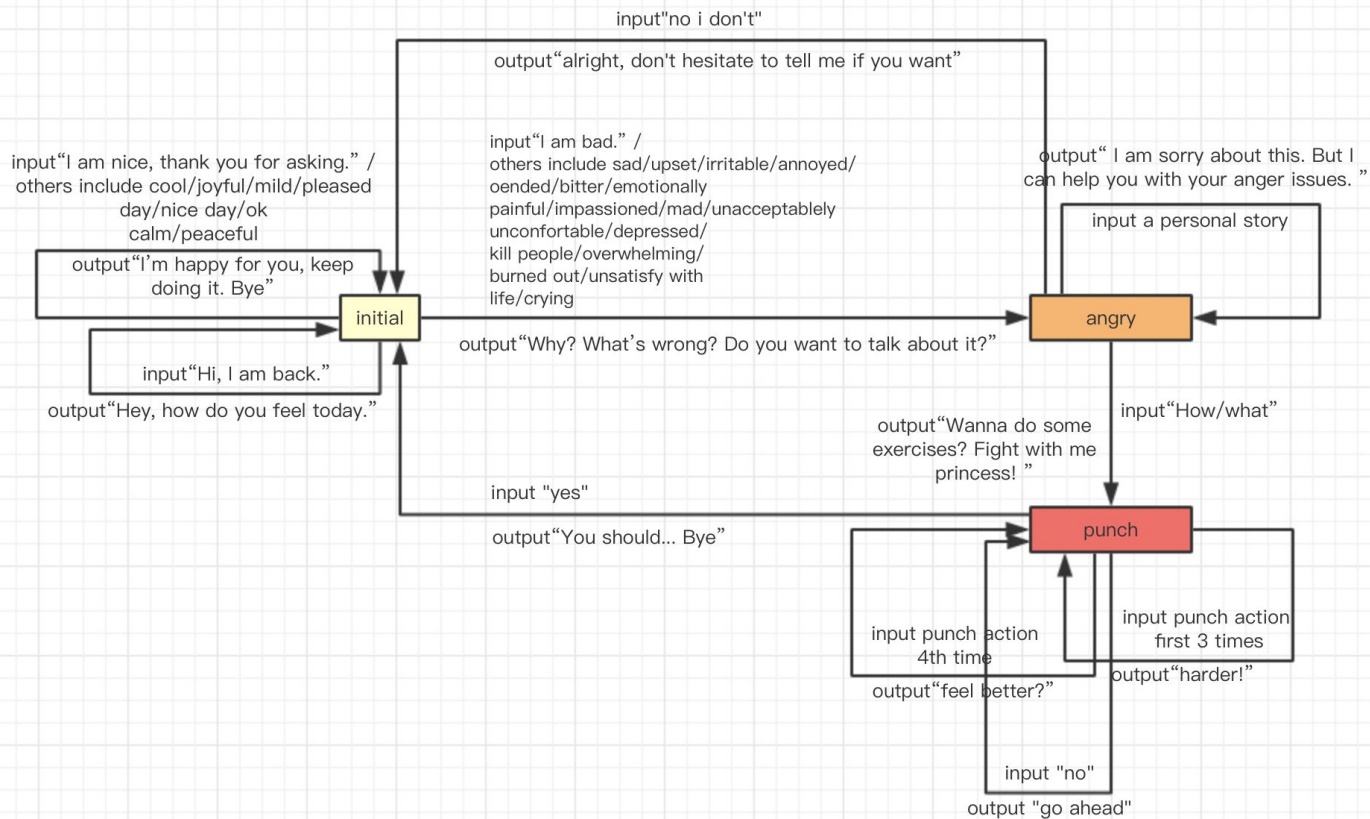 input"no i don't"
output“alright, don't hesitate to tell me if you want”
input“I am nice, thank you for asking.” /
others include cool/joyful/mild/pleased
day/nice day/ok
calm/peaceful
output“I’m happy for you, keep
doing it. Bye”
input“I am bad.” /
others include sad/upset/irritable/annoyed/
oended/bitter/emotionally
painful/impassioned/mad/unacceptablely
unconfortable/depressed/
kill people/overwhelming/
burned out/unsatisfy with
life/crying
output“ I am sorry about this. But I
can help you with your anger issues. ”
input a personal story
initial
angry
output“Why? What’s wrong? Do you want to talk about it?”
input“Hi, I am back.”
output“Hey, how do you feel today.”
input“How/what”
output“Wanna do some
exercises? Fight with me
princess! ”
input "yes"
output“You should... Bye”
punch
input punch action
first 3 times
output“harder!”
input punch action
4th time
output“feel better?”
input "no"
output "go ahead"